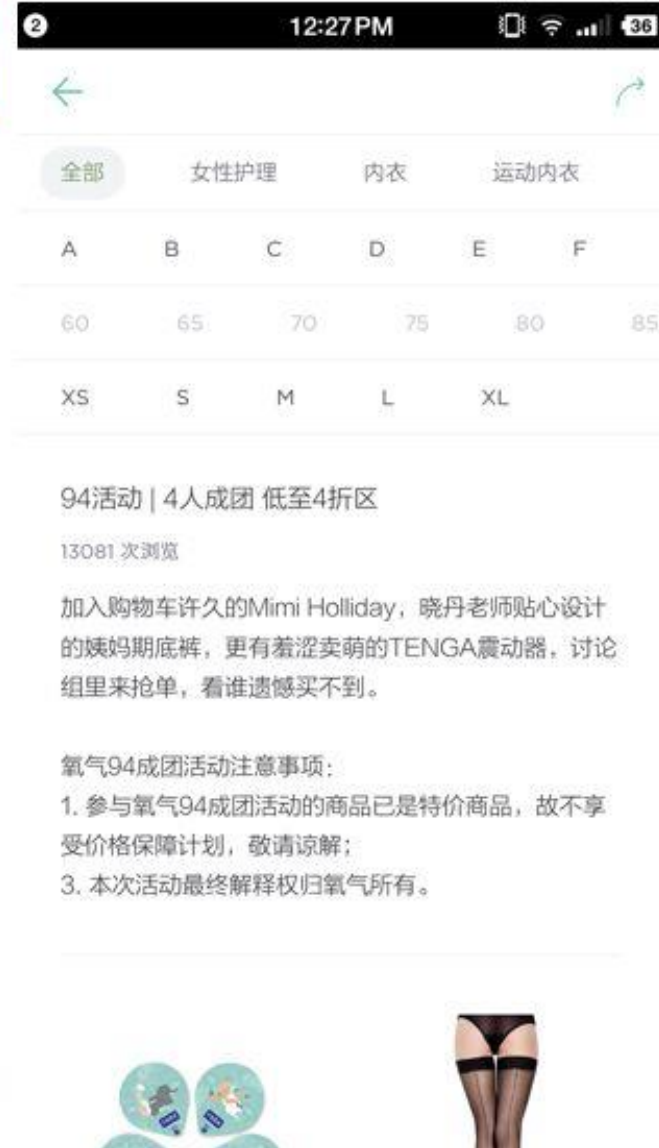 2 12:27 PM 36
全部 女性护理 内衣 运动内衣
A B C D E F
60 65 70 75 80 85
XS S M L XL
94活动 | 4人成团 低至4折区
13081 次浏览
加入购物车许久的Mimi Holliday，晓丹老师贴心设计
的姨妈期底裤，更有羞涩卖萌的TENGA震动器，讨论
组里来抢单，看谁遗憾买不到。
氧气94成团活动注意事项：
1. 参与氧气94成团活动的商品已是特价商品，故不享
受价格保障计划，敬请谅解；
3. 本次活动最终解释权归氧气所有。